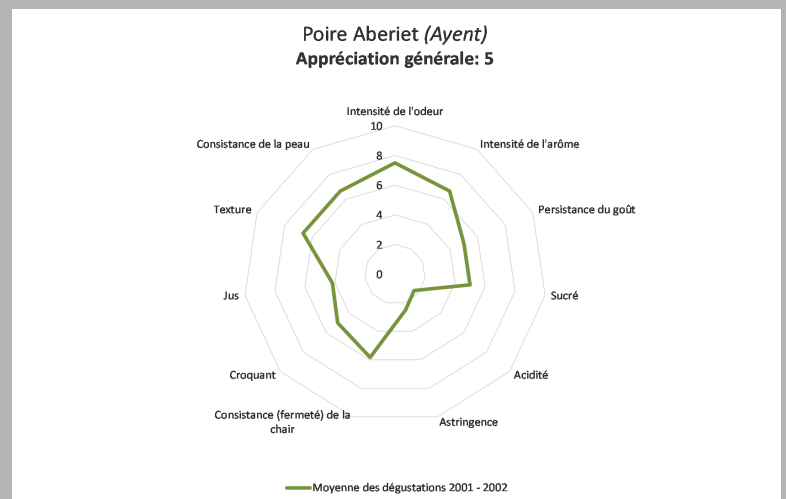 Poire Aberiet (Ayent)
Appréciation générale: 5
Intensité de l'odeur
10
Consistance de la peau
Intensité de l'arôme
8
6
Texture
Persistance du goût
4
2
0
Jus
Sucré
Croquant
Acidité
Consistance (fermeté) de la
chair
Astringence
Moyenne des dégustations 2001 - 2002